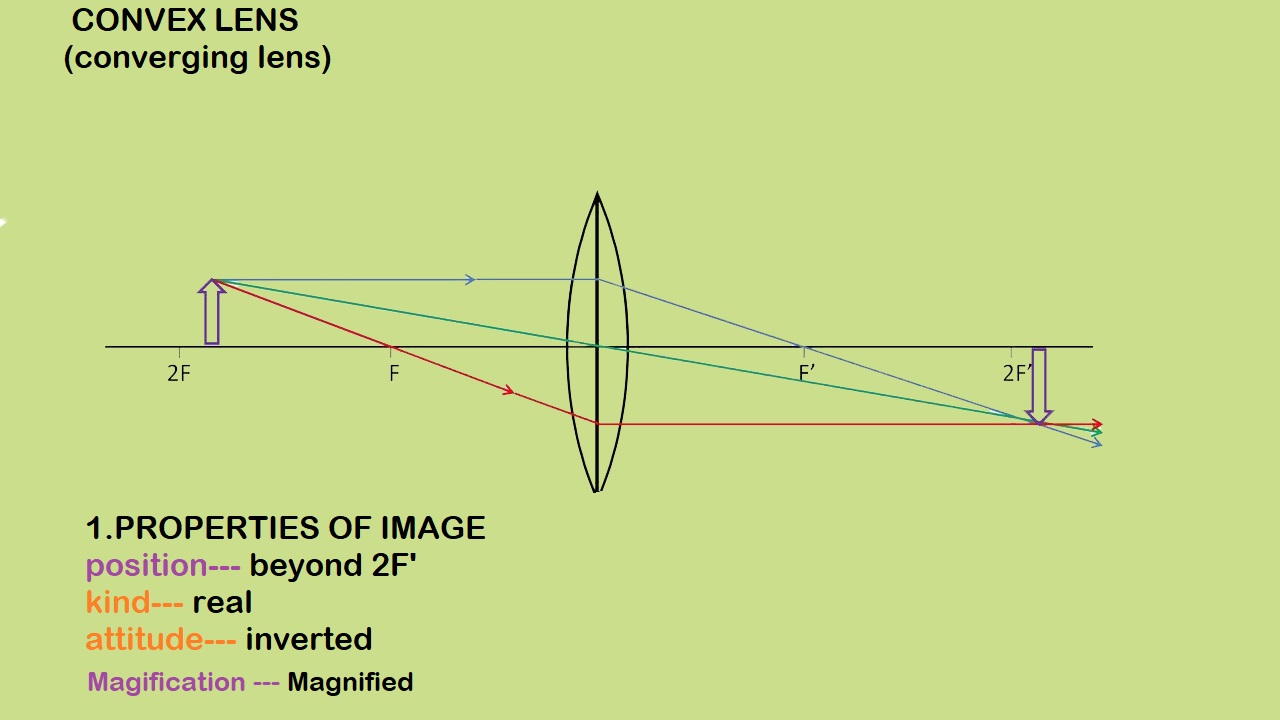 CONVEX LENS
(converging lens)
2F F F’ 2F’
1.PROPERTIES OF IMAGE
position--- beyond 2F'
kind--- real
attitude--- inverted
Magification --- Magnified